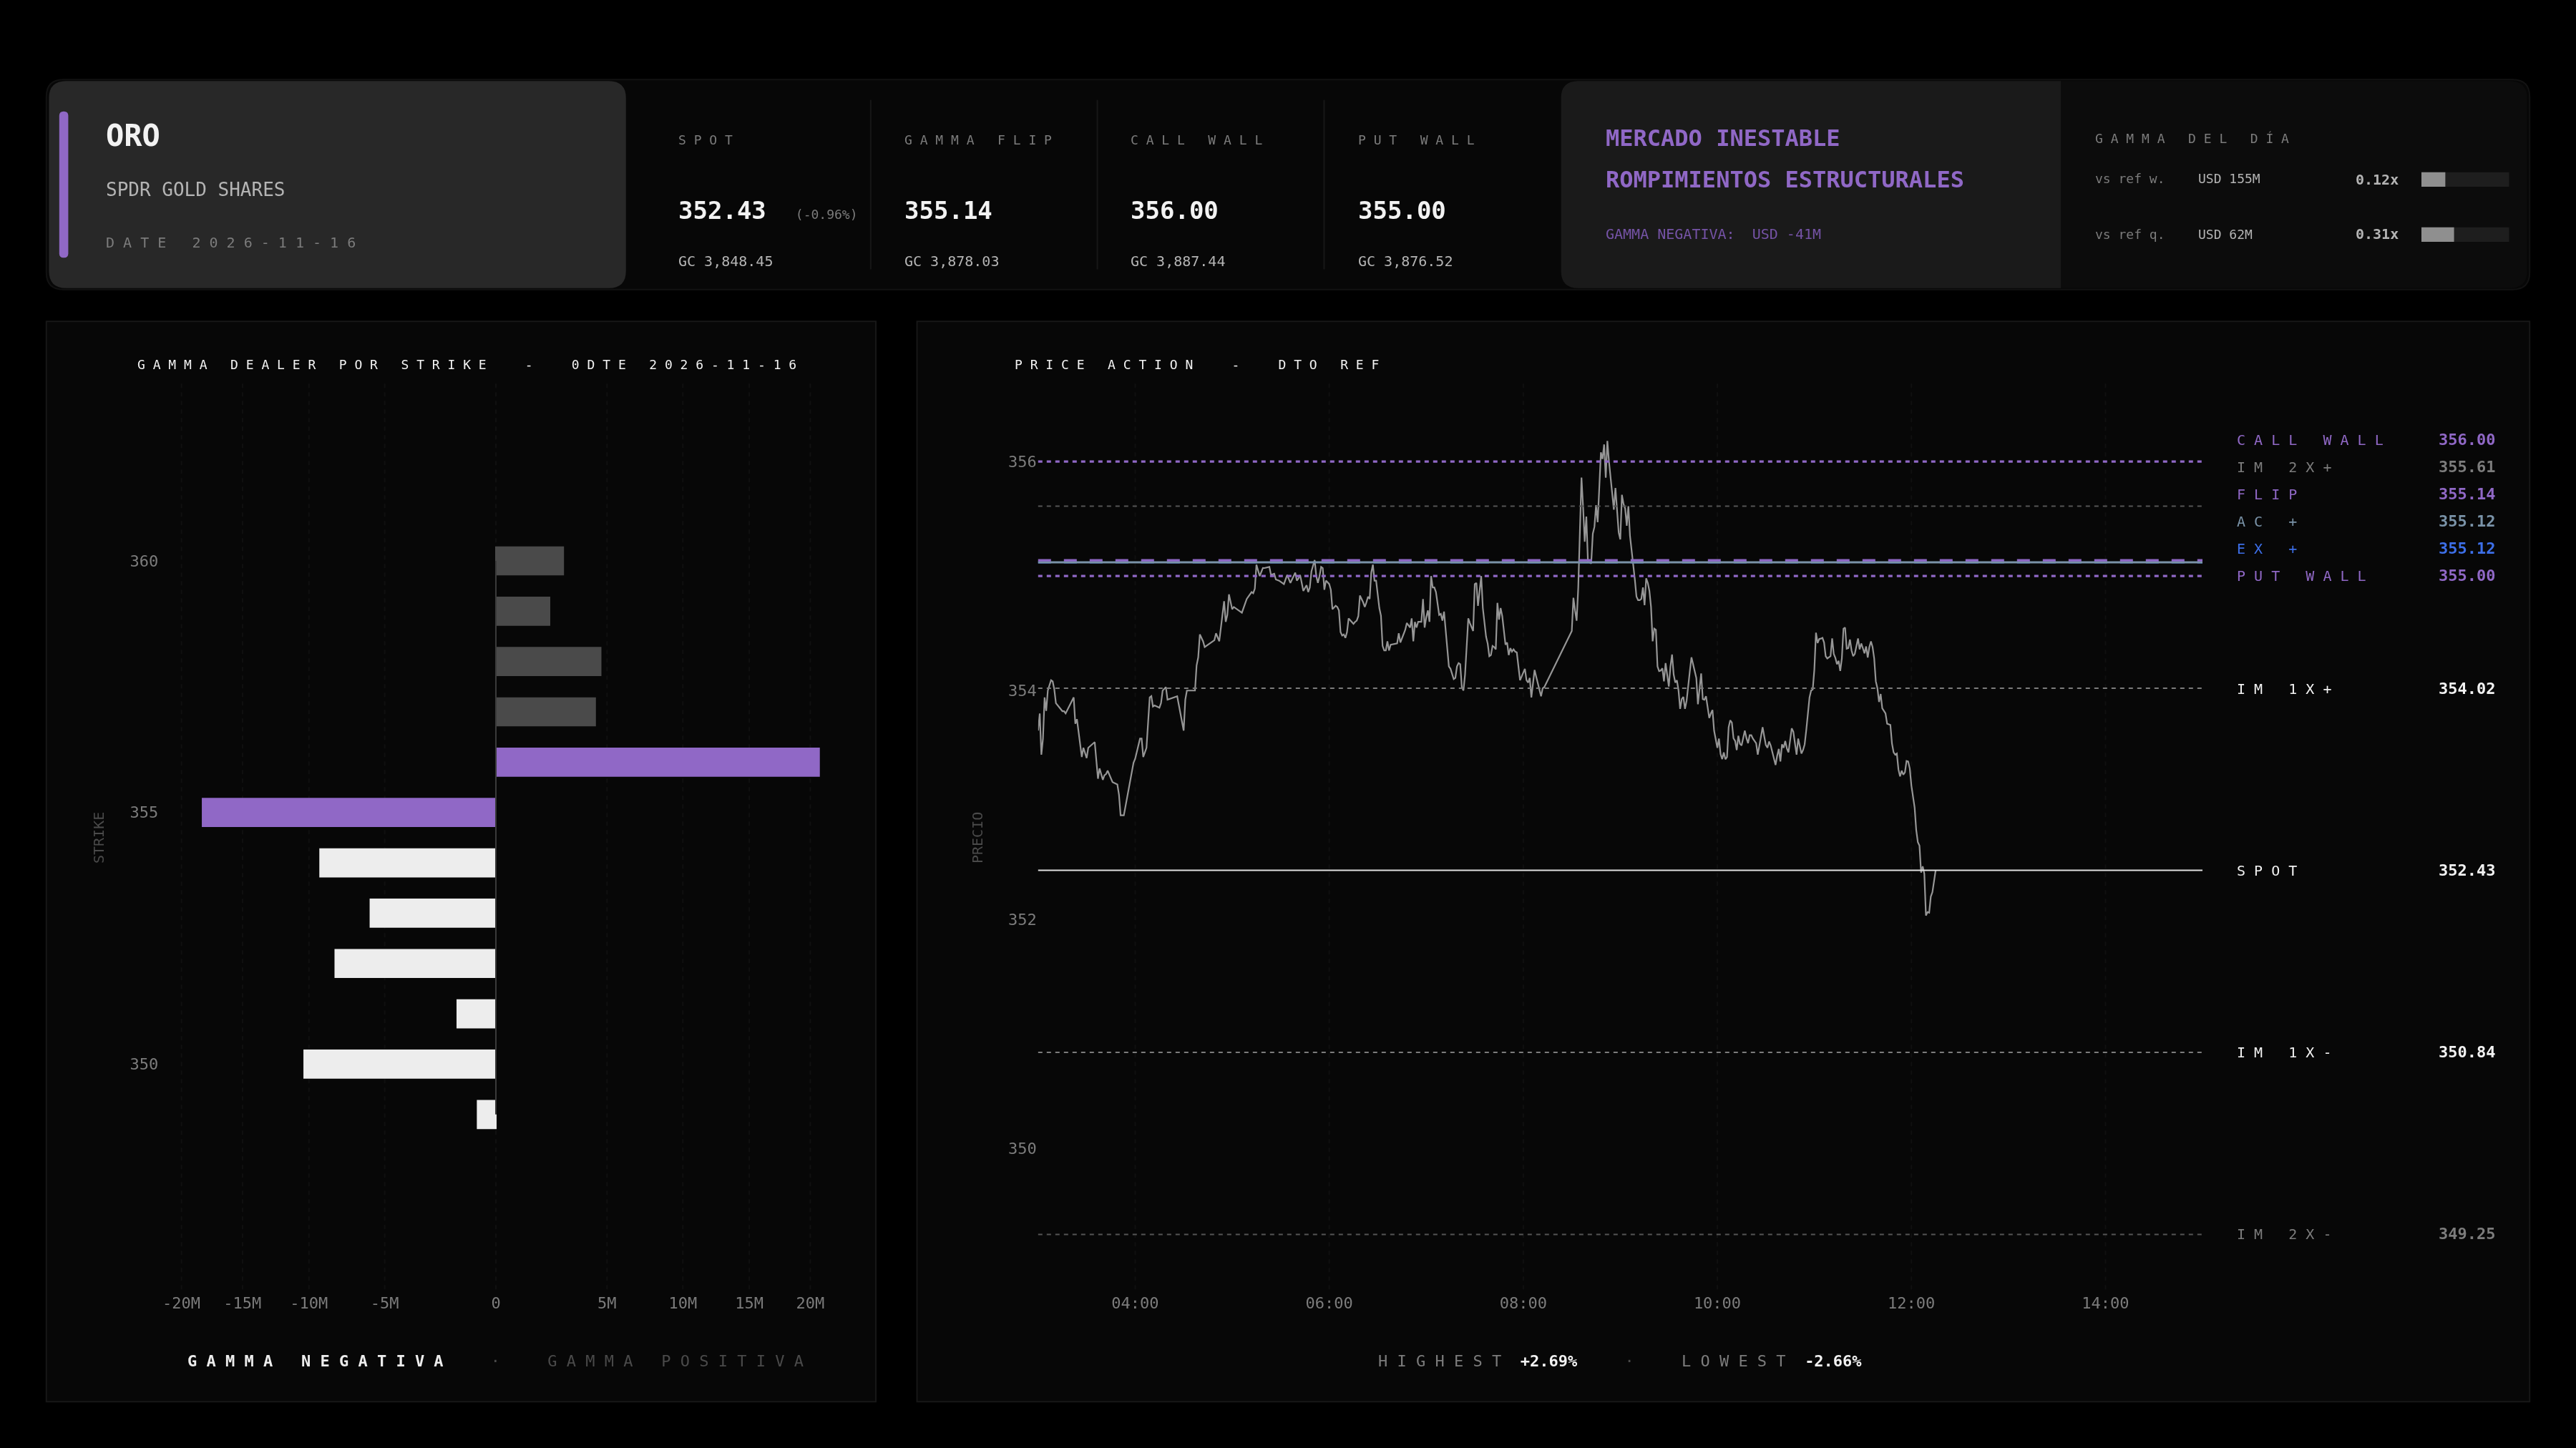 ORO
SPDR GOLD SHARES
DATE 2026-11-16
SPOT
352.43 (-0.96%)
GC 3,848.45
GAMMA FLIP
355.14
GC 3,878.03
CALL WALL
356.00
GC 3,887.44
PUT WALL
355.00
GC 3,876.52
MERCADO INESTABLE
ROMPIMIENTOS ESTRUCTURALES
GAMMA NEGATIVA: USD -41M
GAMMA DEL DÍA
vs ref w. USD 155M 0.12x
vs ref q. USD 62M 0.31x
GAMMA DEALER POR STRIKE - 0DTE 2026-11-16
STRIKE
360
355
350
-20M -15M -10M -5M 0 5M 10M 15M 20M
GAMMA NEGATIVA · GAMMA POSITIVA
PRICE ACTION - DTO REF
PRECIO
356
354
352
350
04:00 06:00 08:00 10:00 12:00 14:00
CALL WALL 356.00
IM 2X+ 355.61
FLIP 355.14
AC + 355.12
EX + 355.12
PUT WALL 355.00
IM 1X+ 354.02
SPOT 352.43
IM 1X- 350.84
IM 2X- 349.25
HIGHEST +2.69% · LOWEST -2.66%